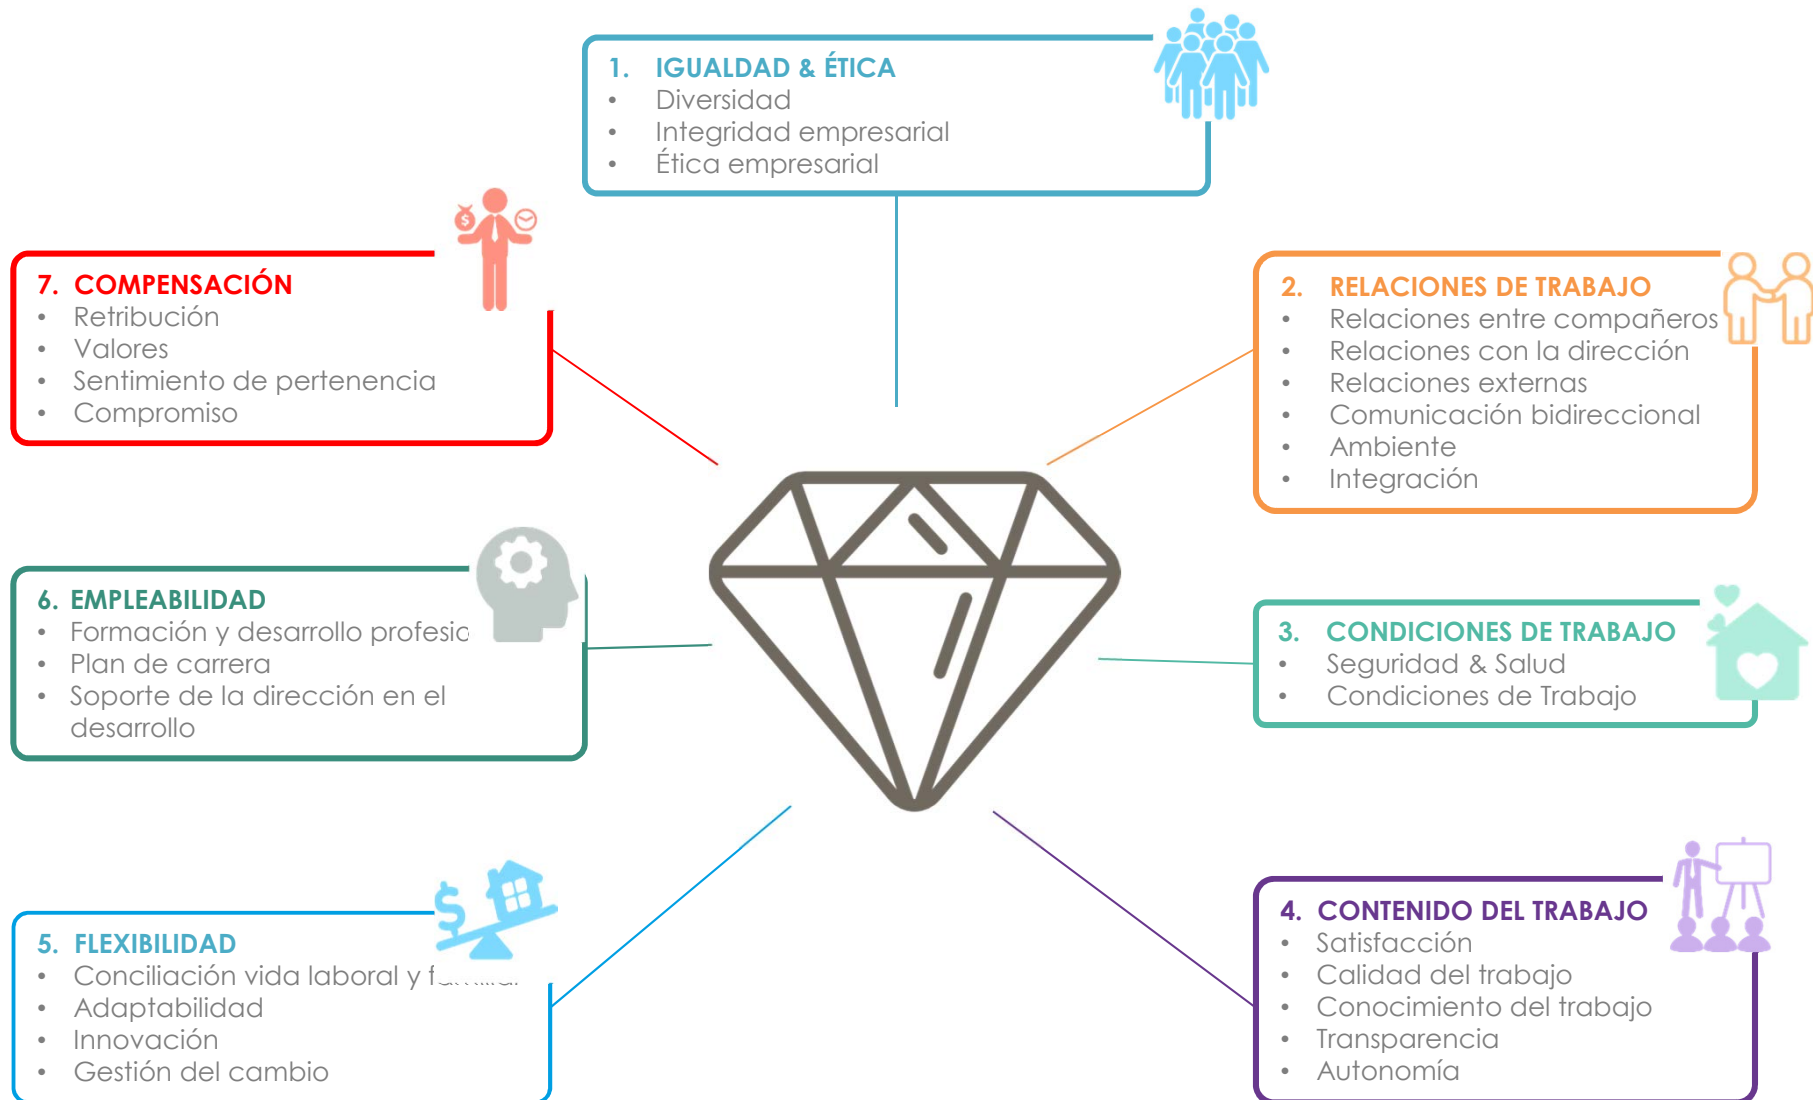 1. IGUALDAD & ÉTICA
• Diversidad
• Integridad empresarial
• Ética empresarial
2. RELACIONES DE TRABAJO
• Relaciones entre compañeros
• Relaciones con la dirección
• Relaciones externas
• Comunicación bidireccional
• Ambiente
• Integración
3. CONDICIONES DE TRABAJO
• Seguridad & Salud
• Condiciones de Trabajo
4. CONTENIDO DEL TRABAJO
• Satisfacción
• Calidad del trabajo
• Conocimiento del trabajo
• Transparencia
• Autonomía
5. FLEXIBILIDAD
• Conciliación vida laboral y
• Adaptabilidad
• Innovación
• Gestión del cambio
6. EMPLEABILIDAD
• Formación y desarrollo
• Plan de carrera
• Soporte de la dirección en el
desarrollo
7. COMPENSACIÓN
• Retribución
• Valores
• Sentimiento de pertenencia
• Compromiso